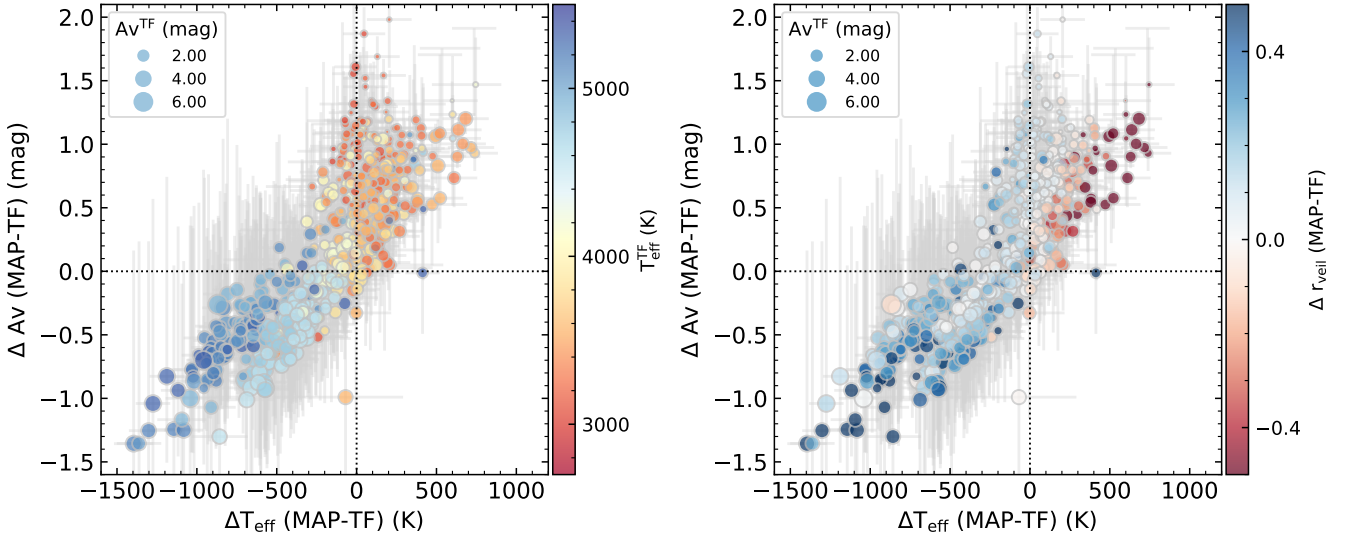 Av^TF (mag)
2.00
4.00
6.00
2.0
1.5
1.0
0.5
0.0
−0.5
−1.0
−1.5
Δ Av (MAP-TF) (mag)
−1500 −1000 −500 0 500 1000
ΔT_eff (MAP-TF) (K)
5000
4000
3000
T_eff^TF (K)
Av^TF (mag)
2.00
4.00
6.00
2.0
1.5
1.0
0.5
0.0
−0.5
−1.0
−1.5
Δ Av (MAP-TF) (mag)
−1500 −1000 −500 0 500 1000
ΔT_eff (MAP-TF) (K)
0.4
0.0
−0.4
Δ r_veil (MAP-TF)